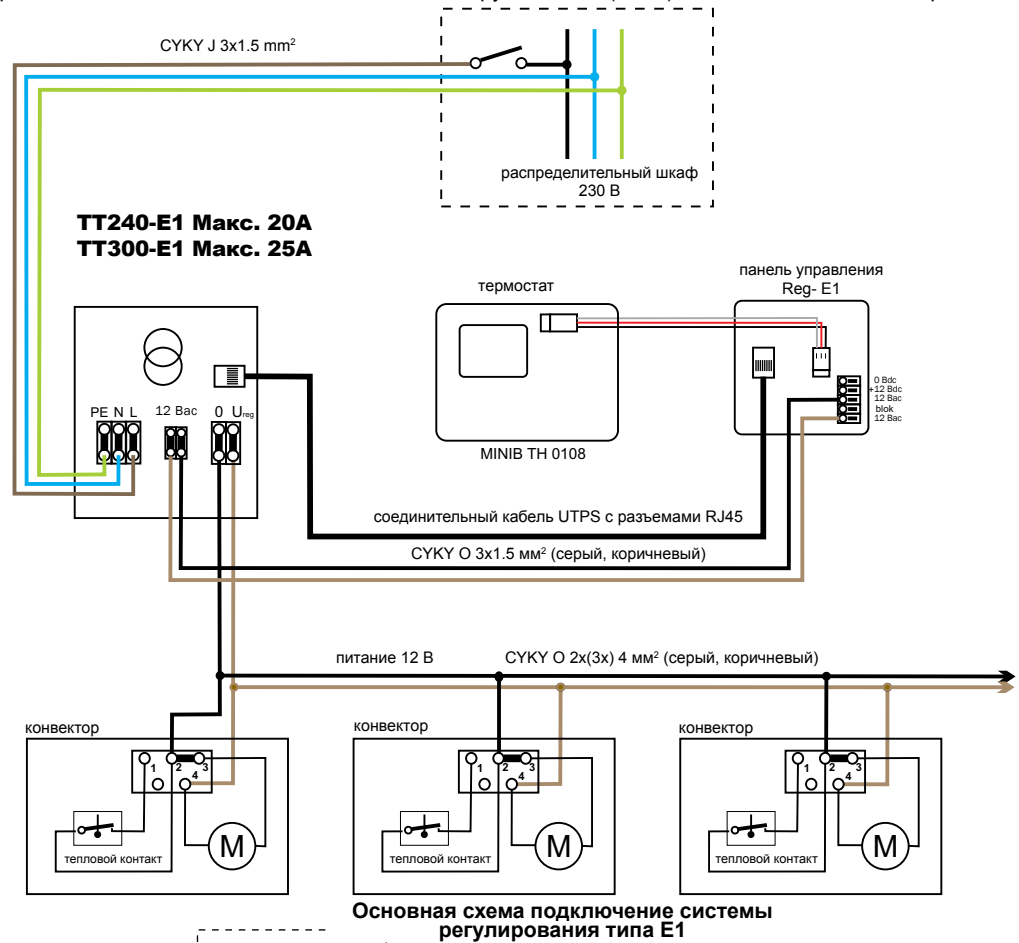 CYKY J 3x1.5 mm²
распределительный шкаф
230 В
TT240-E1 Макс. 20А
TT300-E1 Макс. 25А
термостат
панель управления
Reg- E1
PE N L
12 Bac
0 Ureg
0 Bdc
+12 Bdc
12 Bac
blok
12 Bac
MINIB TH 0108
соединительный кабель UTPS с разъемами RJ45
CYKY O 3x1.5 мм² (серый, коричневый)
питание 12 В
CYKY O 2x(3x) 4 мм² (серый, коричневый)
конвектор
1 2 3
4
тепловой контакт
M
конвектор
1 2 3
4
тепловой контакт
M
конвектор
1 2 3
4
тепловой контакт
M
Основная схема подключение системы
регулирования типа E1